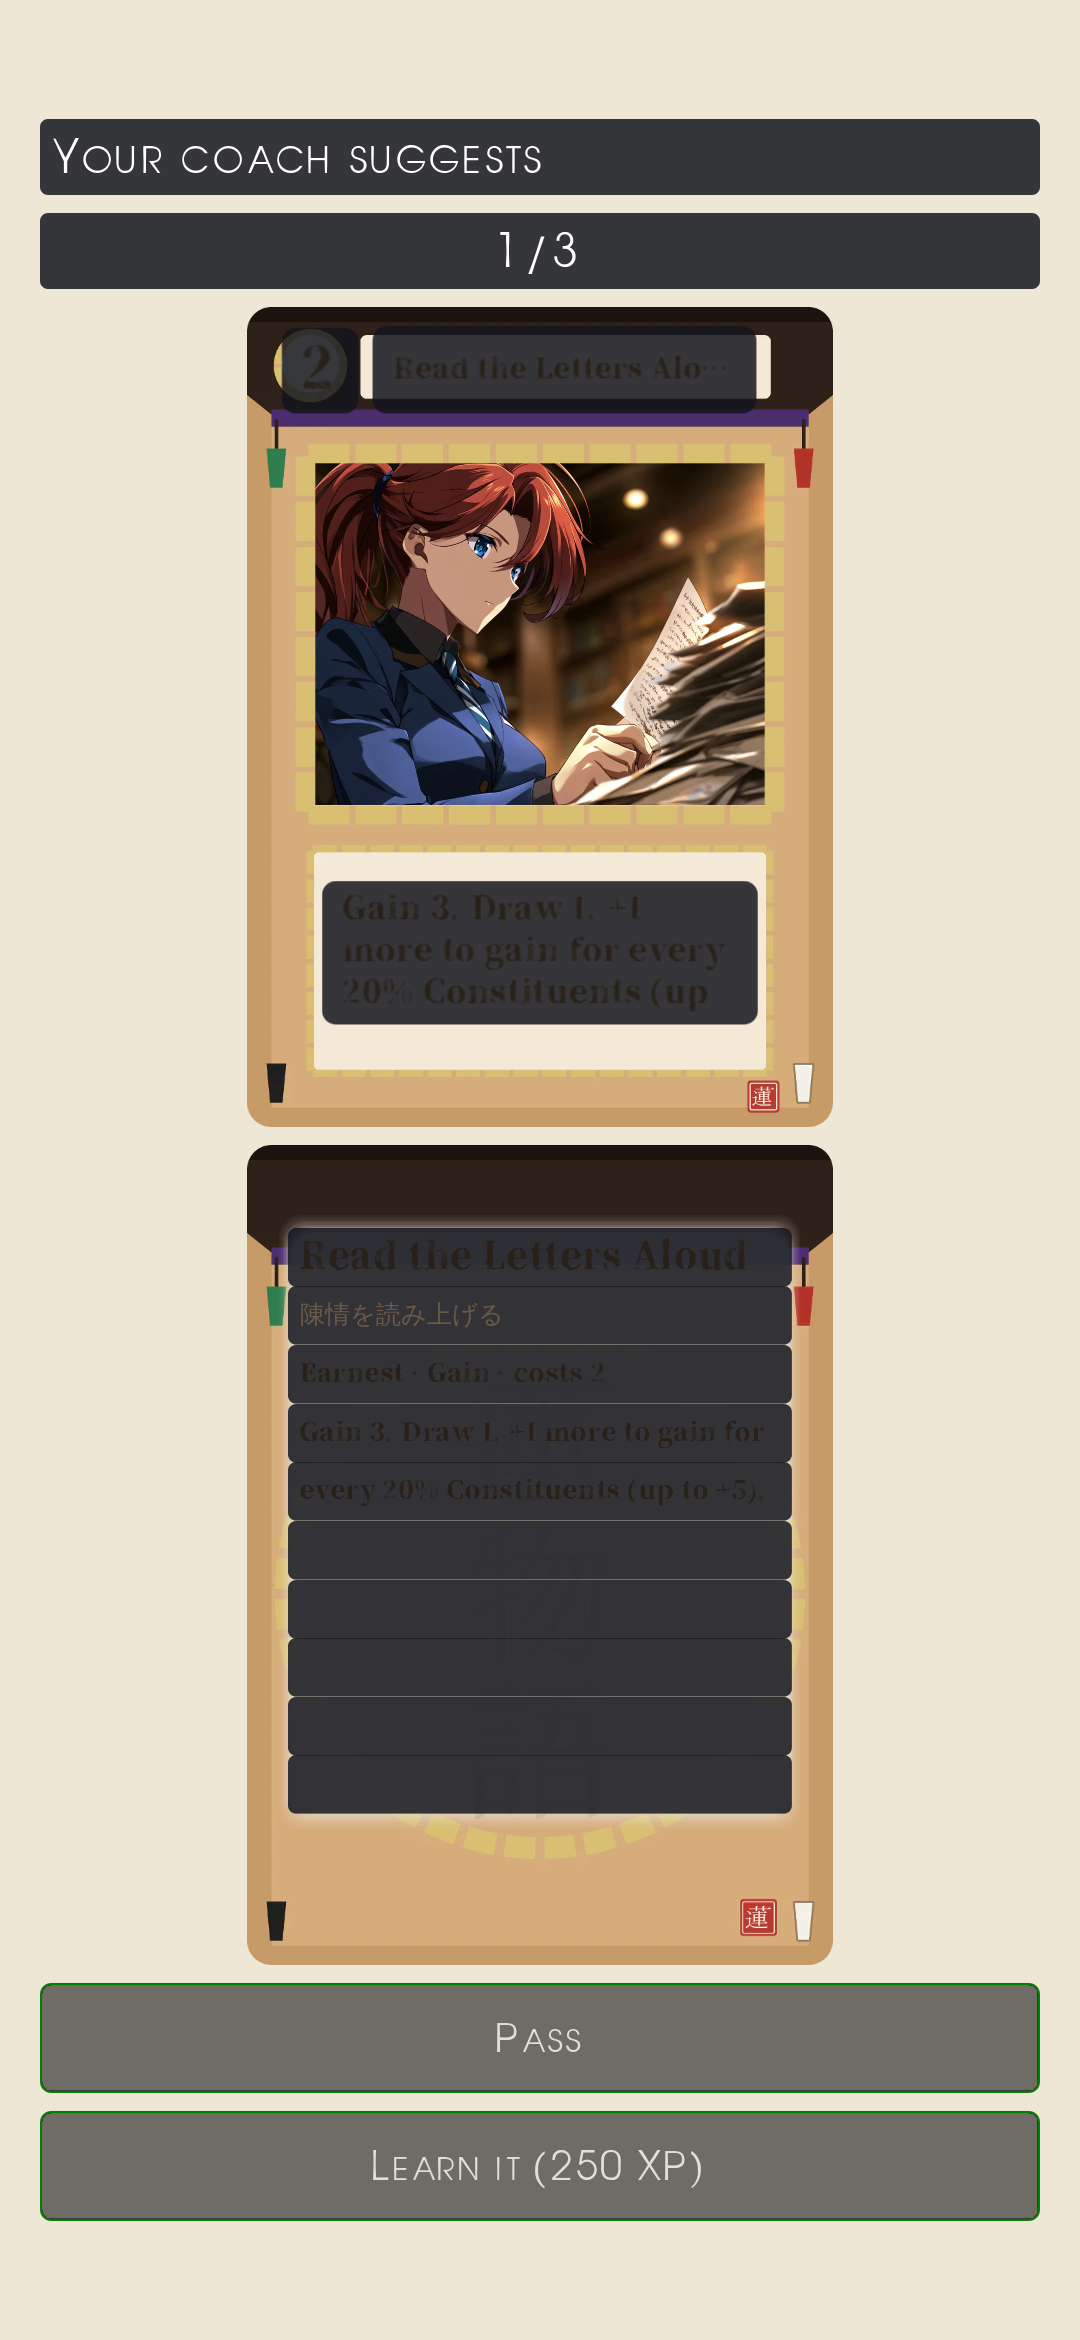 Your coach suggests
1/3
2
Read the Letters Alo…
Gain 3. Draw 1. +1
more to gain for every
20% Constituents (up
蓮
Read the Letters Aloud
陳情を読み上げる
Earnest · Gain · costs 2
Gain 3. Draw 1. +1 more to gain for
every 20% Constituents (up to +5).
物
語
蓮
Pass
Learn it (250 XP)